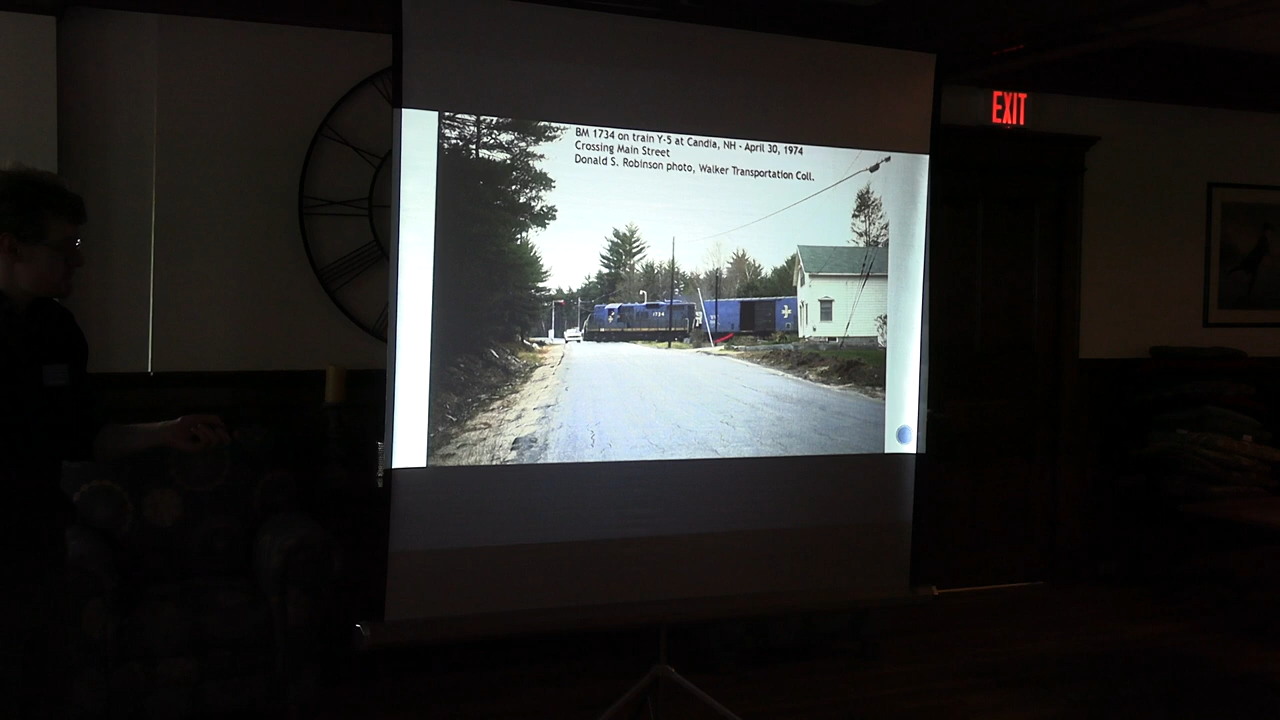 BM 1734 on train Y-5 at Candia, NH - April 30, 1974
Crossing Main Street
Donald S. Robinson photo, Walker Transportation Coll.
EXIT
1734